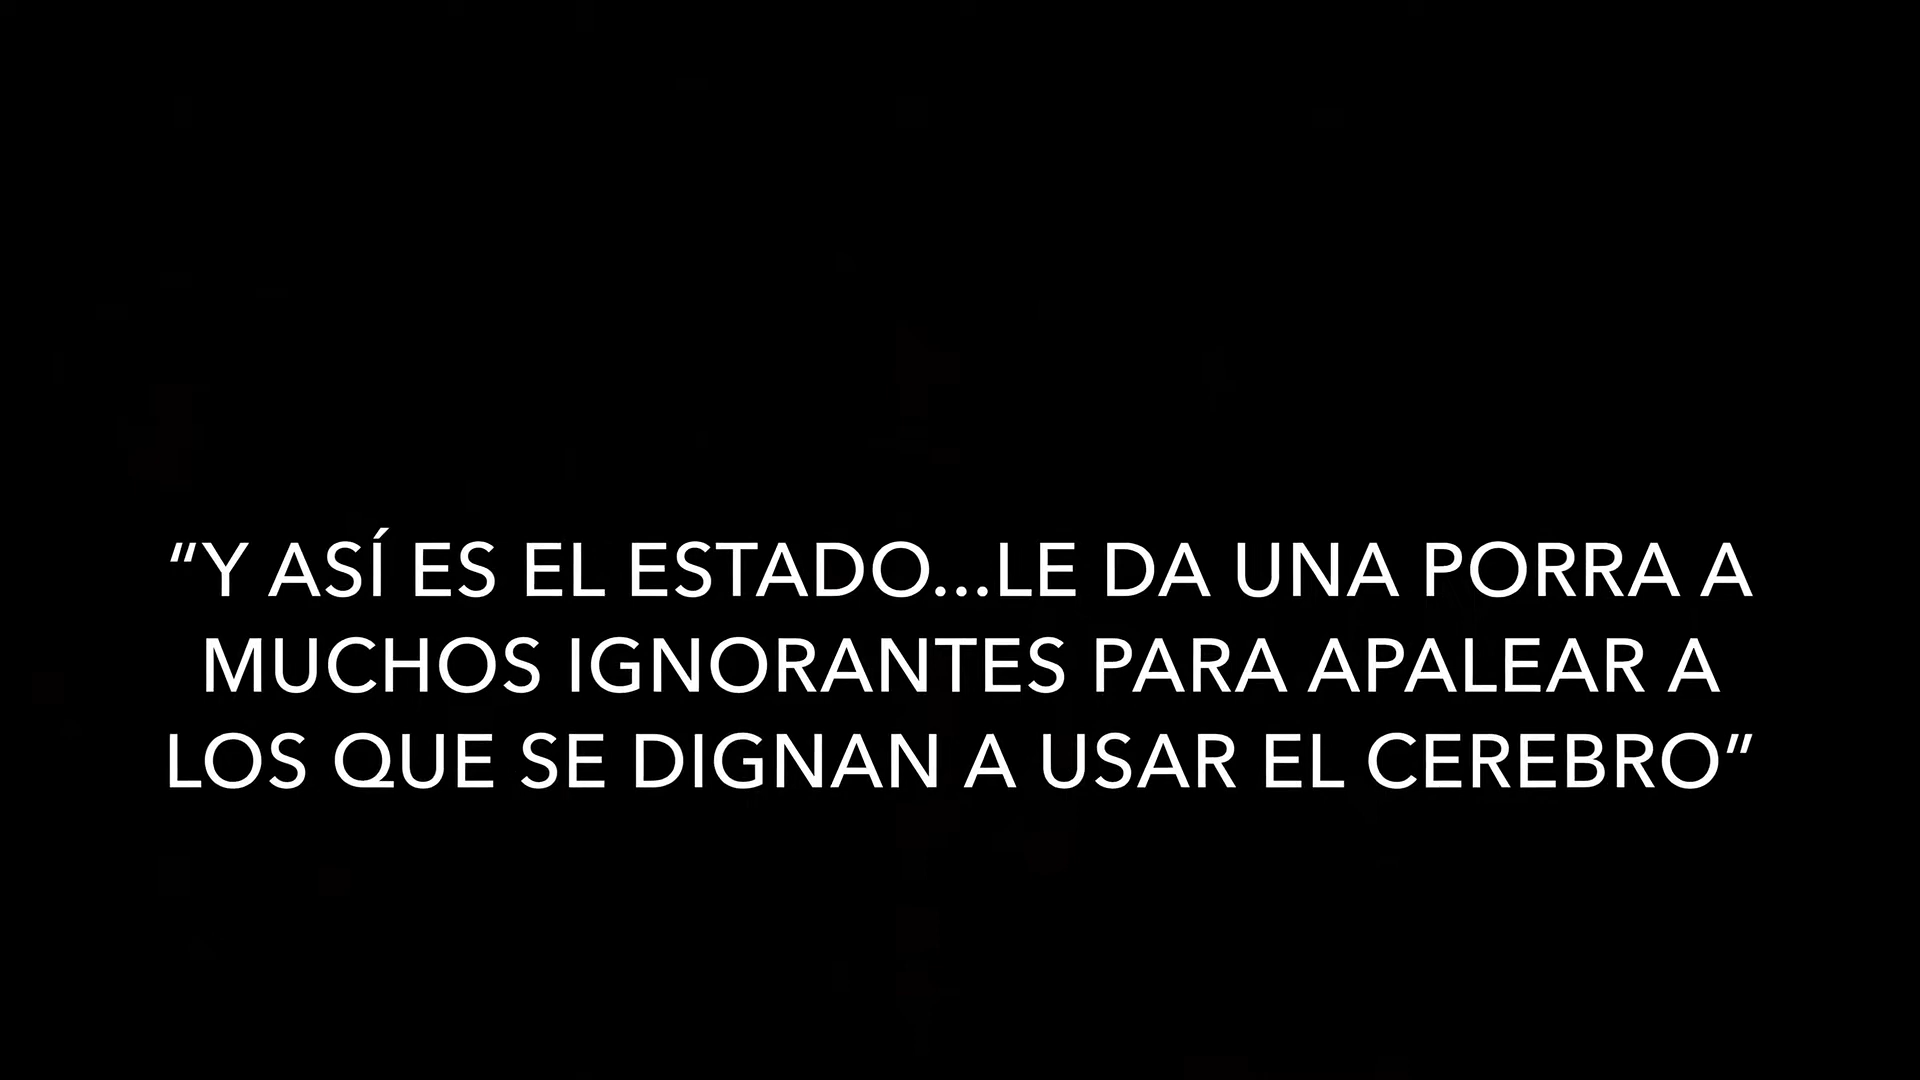 “Y ASÍ ES EL ESTADO...LE DA UNA PORRA A
MUCHOS IGNORANTES PARA APALEAR A
LOS QUE SE DIGNAN A USAR EL CEREBRO”